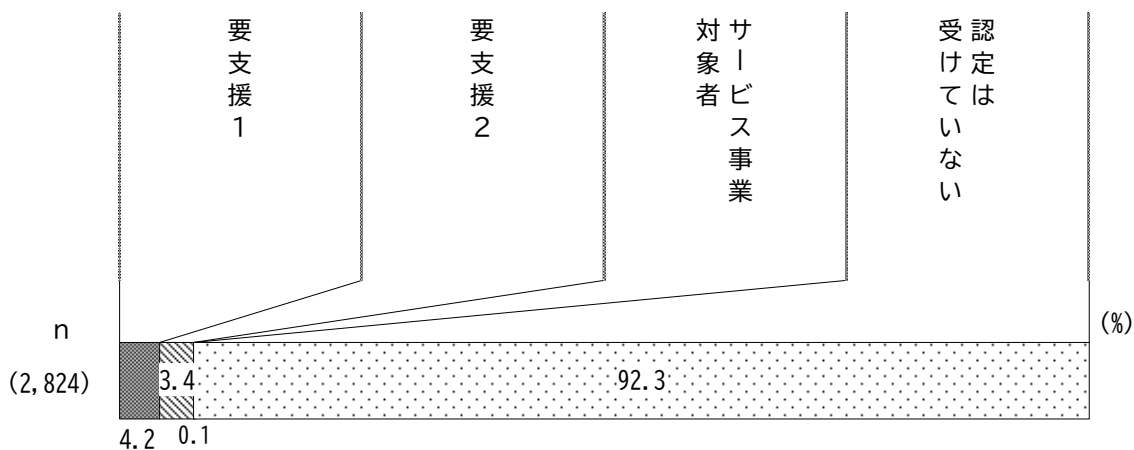 要支援1
要支援2
サービス事業
対象者
認定は
受けていない
n
(%)
(2,824)
3.4
92.3
4.2
0.1